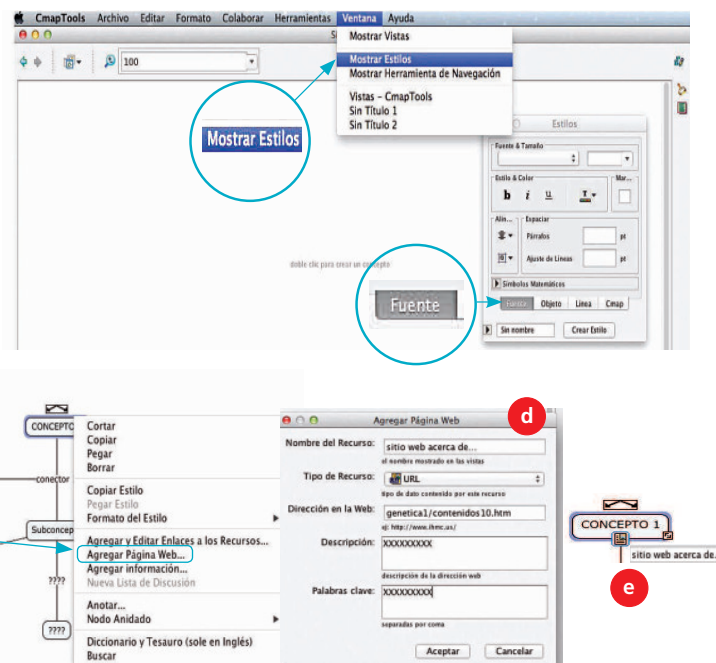 CmapTools Archivo Editar Formato Colaborar Herramientas Ventana Ayuda
Mostrar Vistas
Mostrar Estilos
Mostrar Herramienta de Navegación
Vistas – CmapTools
Sin Título 1
Sin Título 2
100
Mostrar Estilos
Estilos
Fuente & Tamaño
Estilo & Color
Mar...
b i u T
Alin...
Espaciar
Párrafos
pt
Ajuste de Lineas
pt
Símbolos Matemáticos
Fuente Objeto Linea Cmap
Sin nombre Crear Estilo
doble clic para crear un concepto
Fuente
CONCEPTO
conector
Subconcep
????
????
Cortar
Copiar
Pegar
Borrar
Copiar Estilo
Pegar Estilo
Formato del Estilo
Agregar y Editar Enlaces a los Recursos...
Agregar Página Web...
Agregar información...
Nueva Lista de Discusión
Anotar...
Nodo Anidado
Diccionario y Tesauro (sole en Inglés)
Buscar
Agregar Página Web
d
Nombre del Recurso: sitio web acerca de...
el nombre mostrado en las vistas
Tipo de Recurso: URL
tipo de dato contenido por este recurso
Dirección en la Web: genetica1/contenidos10.htm
ej: http://www.ihmc.us/
Descripción: XXXXXXXXX
descripción de la dirección web
Palabras clave: XXXXXXXXX
separadas por coma
Aceptar Cancelar
CONCEPTO 1
sitio web acerca de.
e